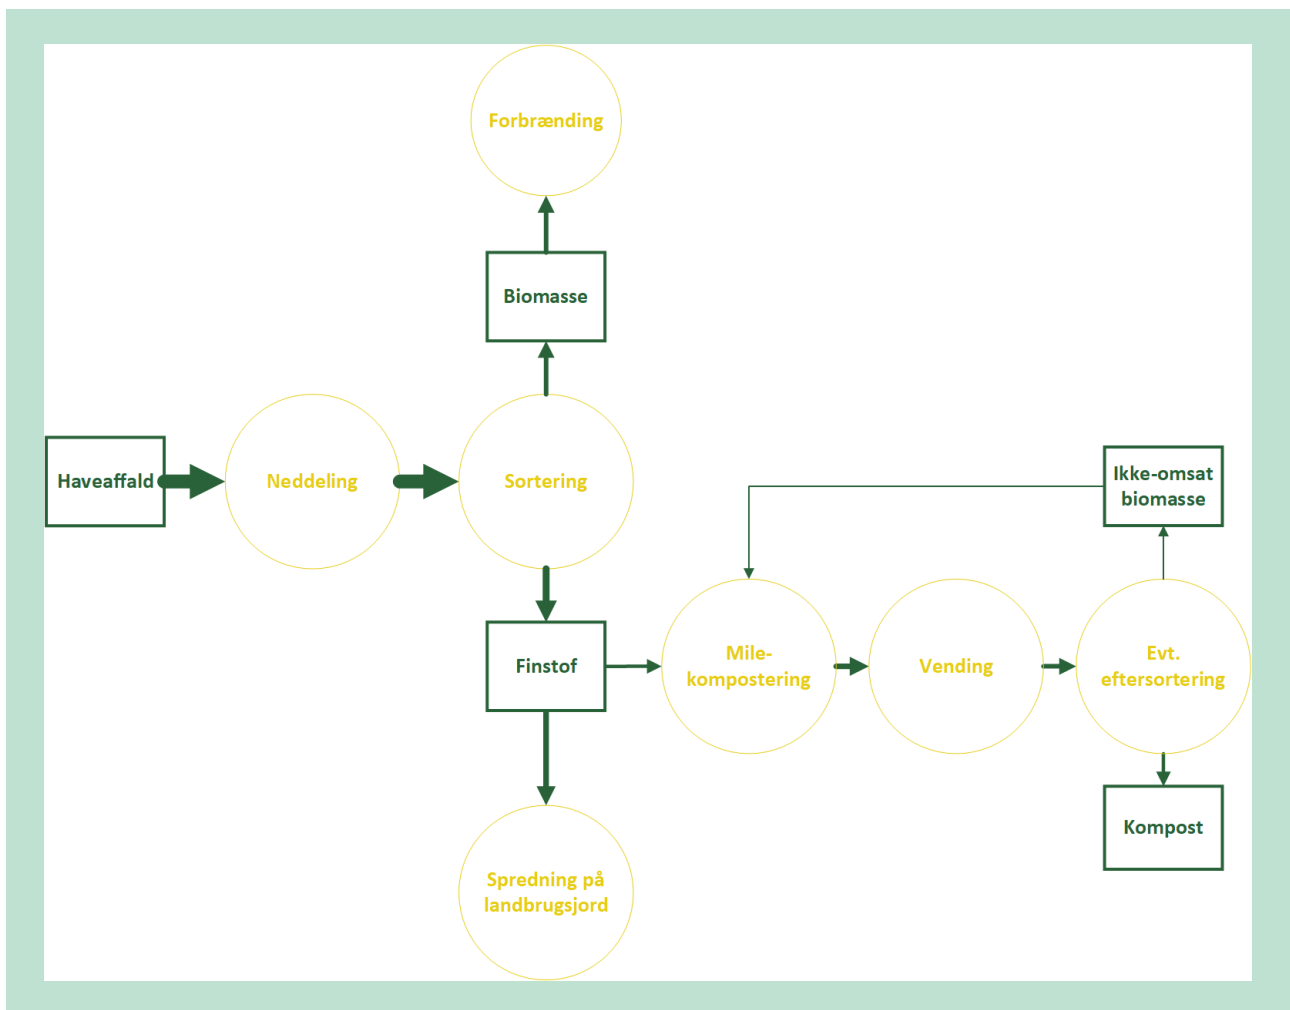 Forbrænding
Biomasse
Haveaffald
Neddeling
Sortering
Ikke-omsat
biomasse
Finstof
Mile-
kompostering
Vending
Evt.
eftersortering
Kompost
Spredning på
landbrugsjord